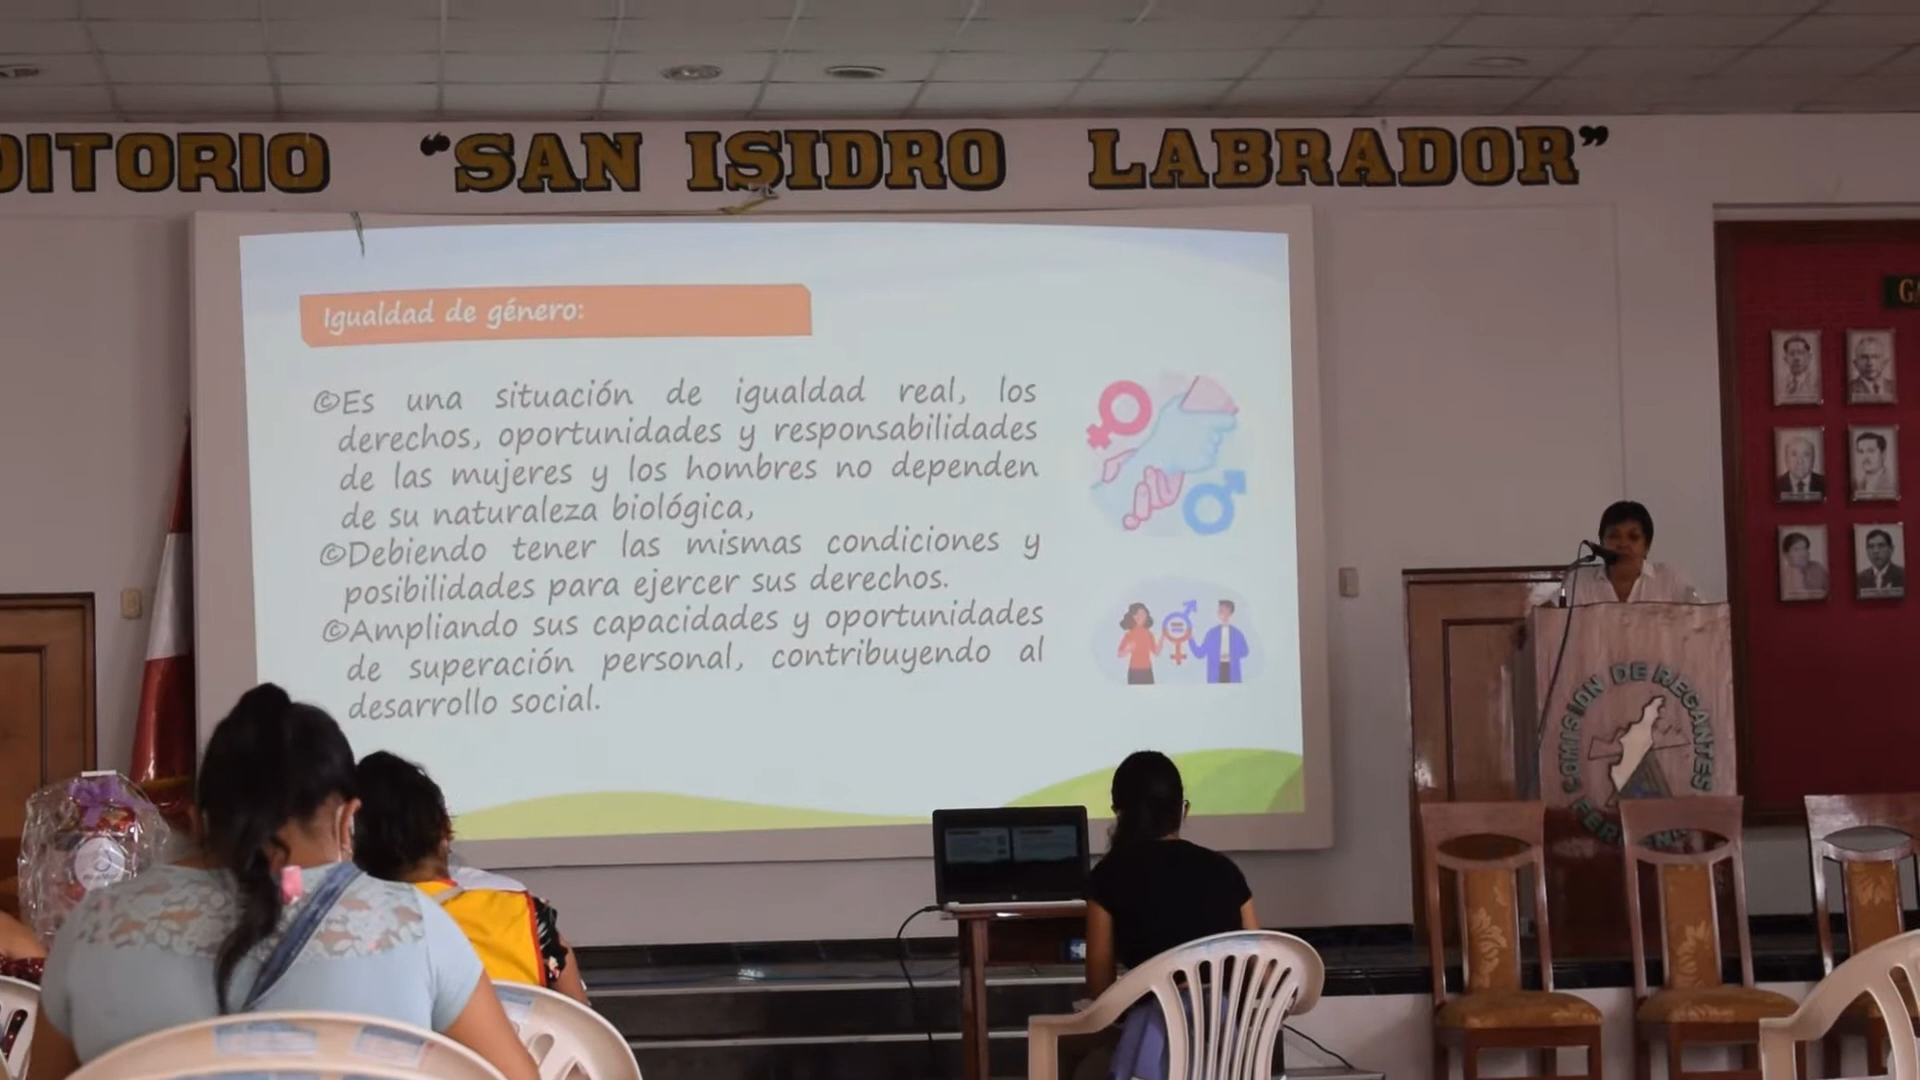 DITORIO "SAN ISIDRO LABRADOR"
Igualdad de género:
©Es una situación de igualdad real, los
derechos, oportunidades y responsabilidades
de las mujeres y los hombres no dependen
de su naturaleza biológica,
©Debiendo tener las mismas condiciones y
posibilidades para ejercer sus derechos.
©Ampliando sus capacidades y oportunidades
de superación personal, contribuyendo al
desarrollo social.
COMISION DE REGANTES